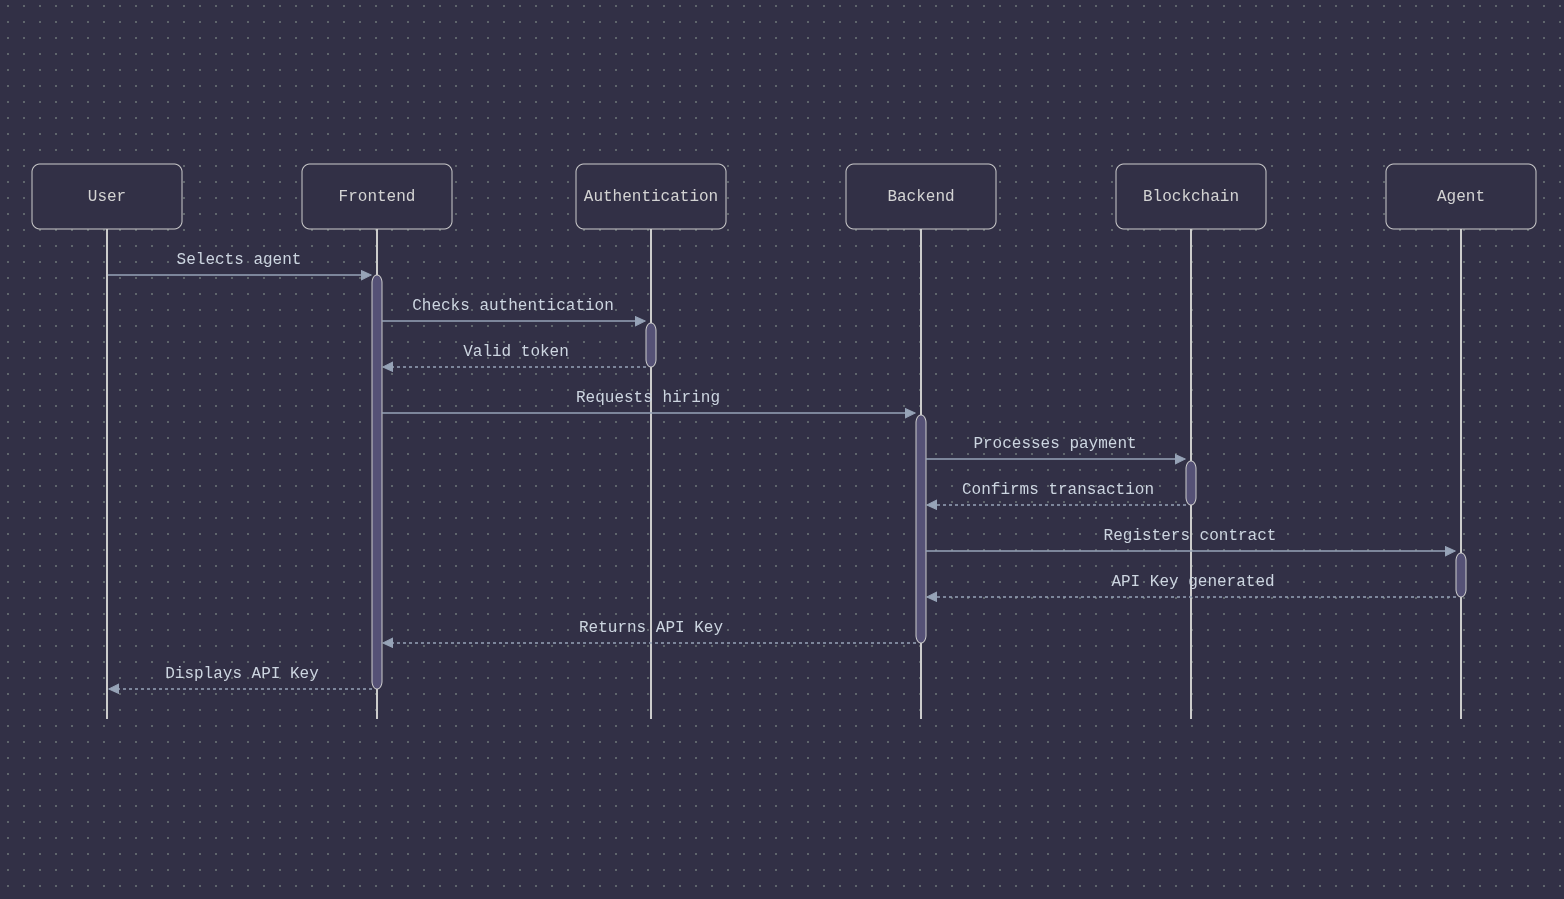 User
Frontend
Authentication
Backend
Blockchain
Agent
Selects agent
Checks authentication
Valid token
Requests hiring
Processes payment
Confirms transaction
Registers contract
API Key generated
Returns API Key
Displays API Key